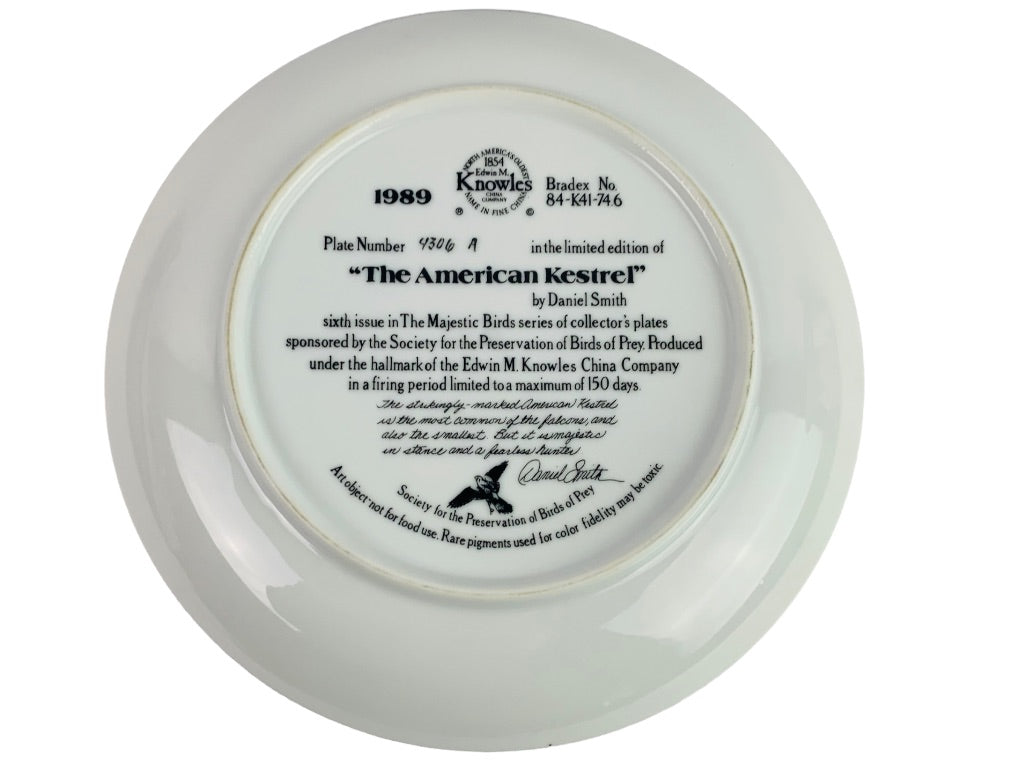 NORTH AMERICA'S OLDEST
1854
Edwin M.
Knowles
CHINA
COMPANY
NAME IN FINE CHINA
® ©
1989
Bradex No.
84-K41-74.6
Plate Number 4306 A in the limited edition of
“The American Kestrel”
by Daniel Smith
sixth issue in The Majestic Birds series of collector's plates
sponsored by the Society for the Preservation of Birds of Prey. Produced
under the hallmark of the Edwin M. Knowles China Company
in a firing period limited to a maximum of 150 days.
The strikingly-marked American Kestrel
is the most common of the falcons, and
also the smallest. But it is majestic
in stance and a fearless hunter
Daniel Smith
Society for the Preservation of Birds of Prey
Art object-not for food use. Rare pigments used for color fidelity may be toxic.